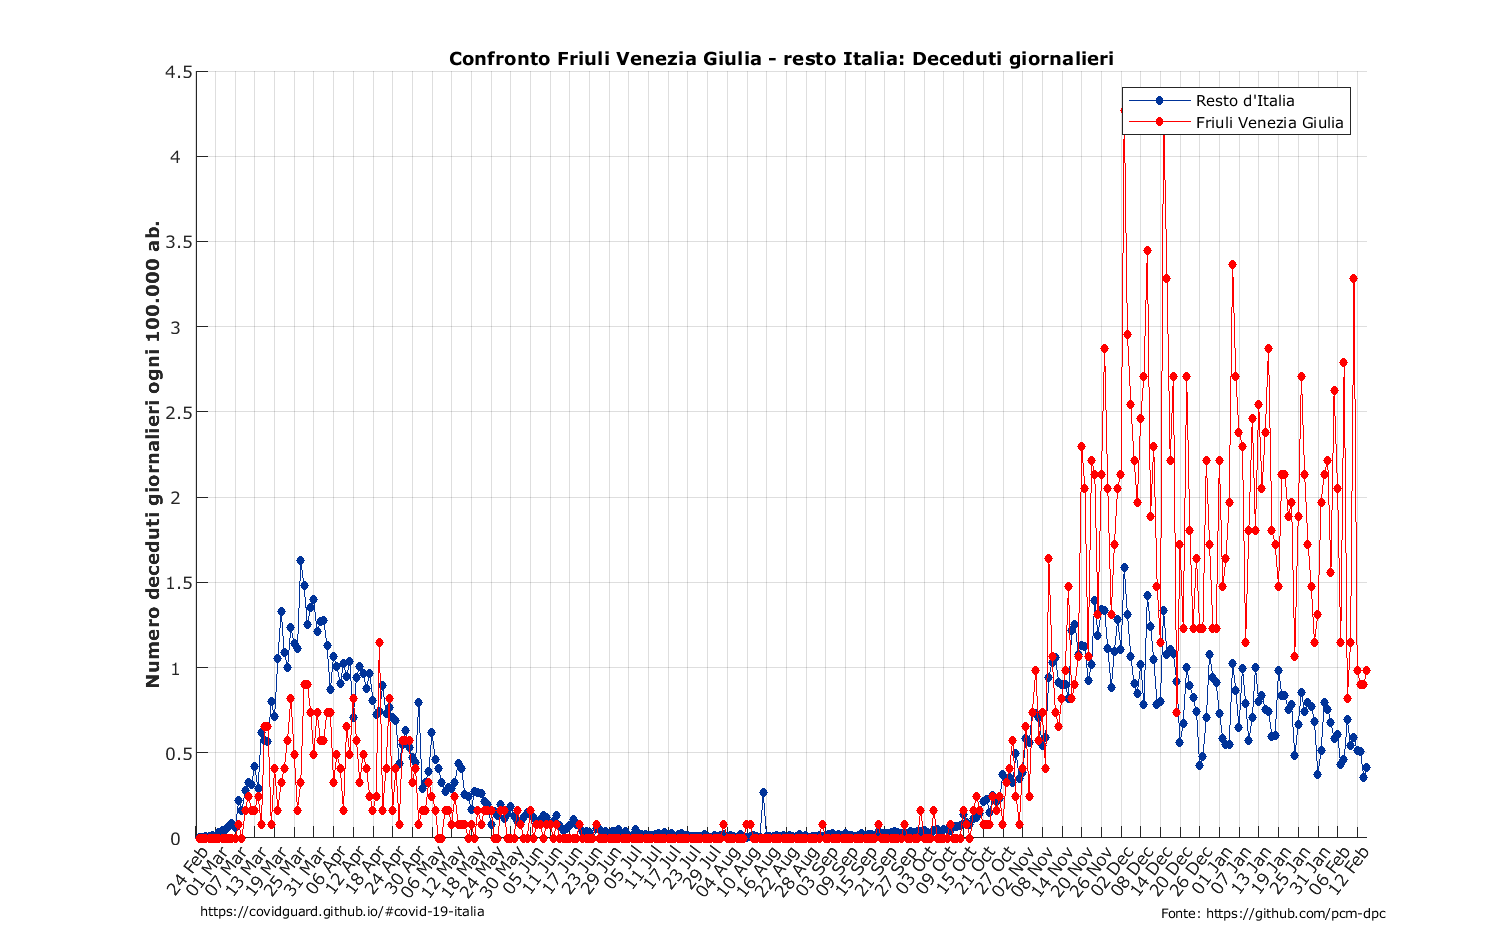 Confronto Friuli Venezia Giulia - resto Italia: Deceduti giornalieri
Numero deceduti giornalieri ogni 100.000 ab.
4.5
4
3.5
3
2.5
2
1.5
1
0.5
0
Resto d'Italia
Friuli Venezia Giulia
24 Feb
01 Mar
07 Mar
13 Mar
19 Mar
25 Mar
31 Mar
06 Apr
12 Apr
18 Apr
24 Apr
30 Apr
06 May
12 May
18 May
24 May
30 May
05 Jun
11 Jun
17 Jun
23 Jun
29 Jun
05 Jul
11 Jul
17 Jul
23 Jul
29 Jul
04 Aug
10 Aug
16 Aug
22 Aug
28 Aug
03 Sep
09 Sep
15 Sep
21 Sep
27 Sep
03 Oct
09 Oct
15 Oct
21 Oct
27 Oct
02 Nov
08 Nov
14 Nov
20 Nov
26 Nov
02 Dec
08 Dec
14 Dec
20 Dec
26 Dec
01 Jan
07 Jan
13 Jan
19 Jan
25 Jan
31 Jan
06 Feb
12 Feb
https://covidguard.github.io/#covid-19-italia
Fonte: https://github.com/pcm-dpc